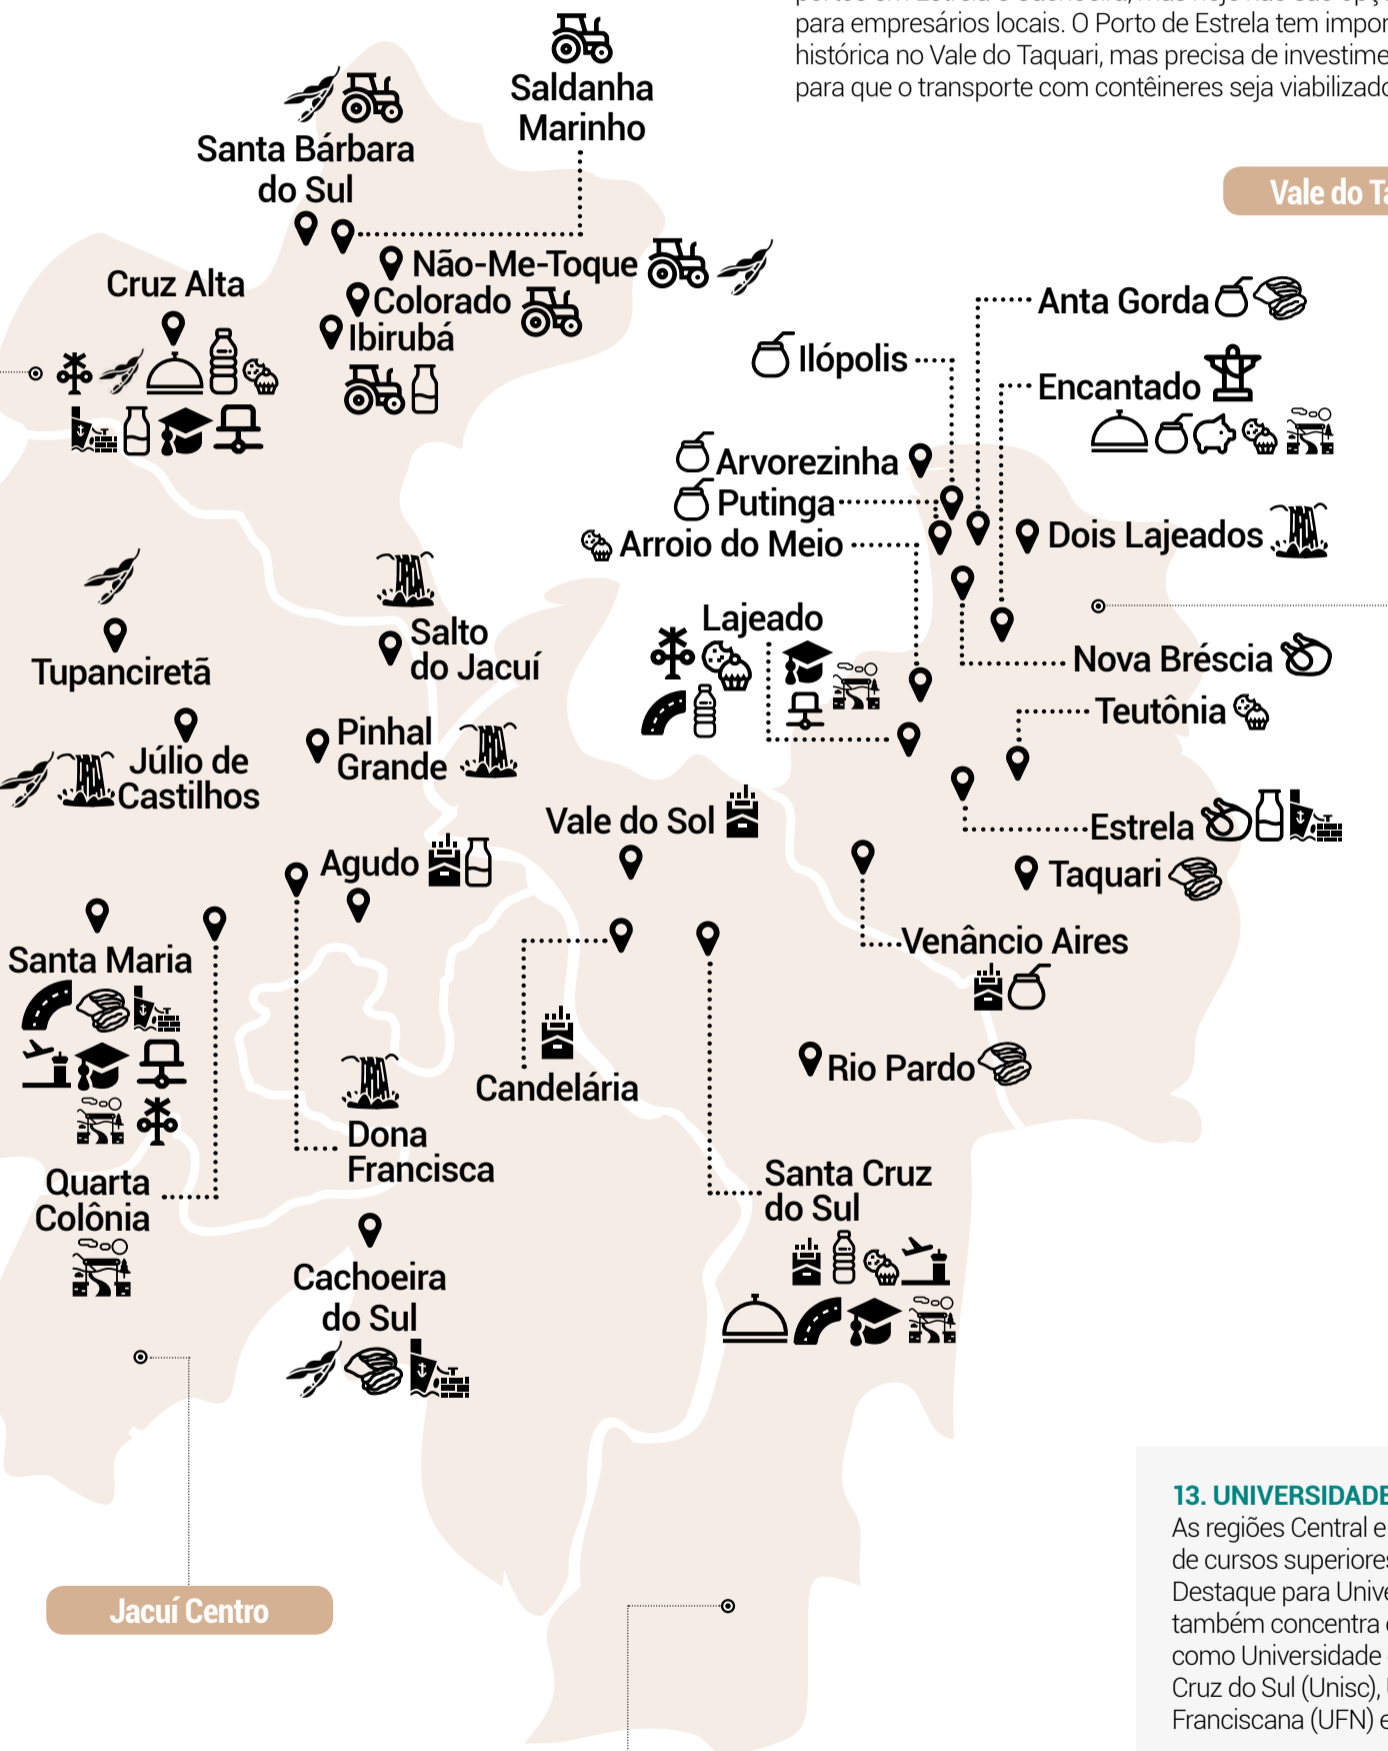 para empresários locais. O Porto de Estrela tem impor
histórica no Vale do Taquari, mas precisa de investime
para que o transporte com contêineres seja viabilizado
Saldanha
Marinho
Santa Bárbara
do Sul
Vale do Ta
Não-Me-Toque
Cruz Alta
Colorado
Ibirubá
Anta Gorda
Ilópolis
Encantado
Arvorezinha
Putinga
Arroio do Meio
Dois Lajeados
Lajeado
Salto
do Jacuí
Tupanciretã
Nova Bréscia
Teutônia
Pinhal
Grande
Júlio de
Castilhos
Vale do Sol
Estrela
Agudo
Taquari
Santa Maria
Venâncio Aires
Rio Pardo
Candelária
Dona
Francisca
Quarta
Colônia
Santa Cruz
do Sul
Cachoeira
do Sul
Jacuí Centro
13. UNIVERSIDADE
As regiões Central e
de cursos superiores
Destaque para Unive
também concentra
como Universidade
Cruz do Sul (Unisc),
Franciscana (UFN) e